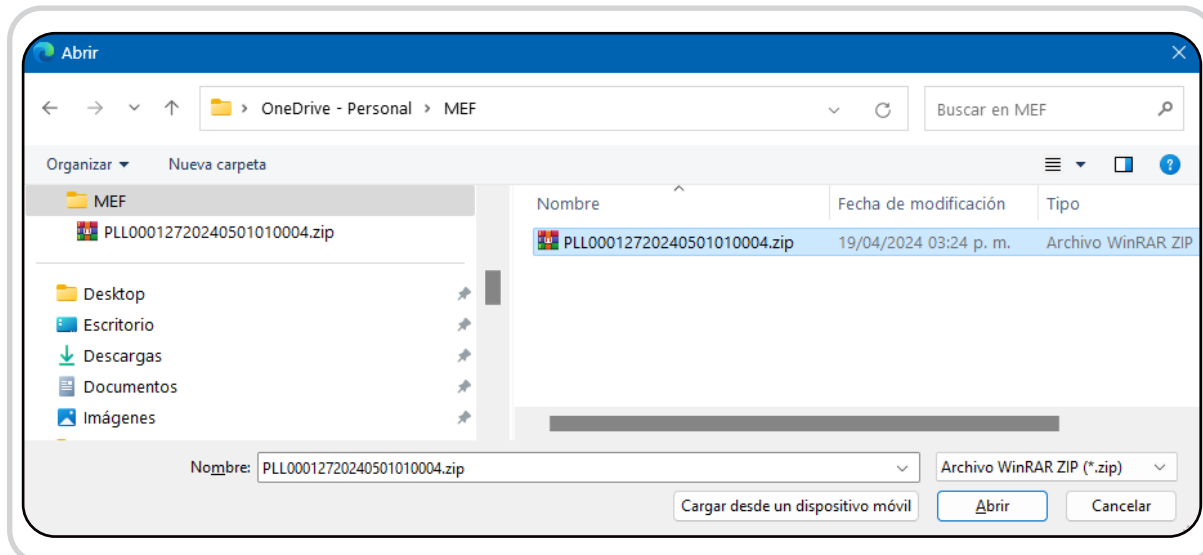 Abrir
OneDrive - Personal > MEF
Buscar en MEF
Organizar
Nueva carpeta
MEF
PLL00012720240501010004.zip
Nombre
Fecha de modificación
Tipo
PLL00012720240501010004.zip
19/04/2024 03:24 p. m.
Archivo WinRAR ZIP
Desktop
Escritorio
Descargas
Documentos
Imágenes
Nombre: PLL00012720240501010004.zip
Archivo WinRAR ZIP (*.zip)
Cargar desde un dispositivo móvil
Abrir
Cancelar